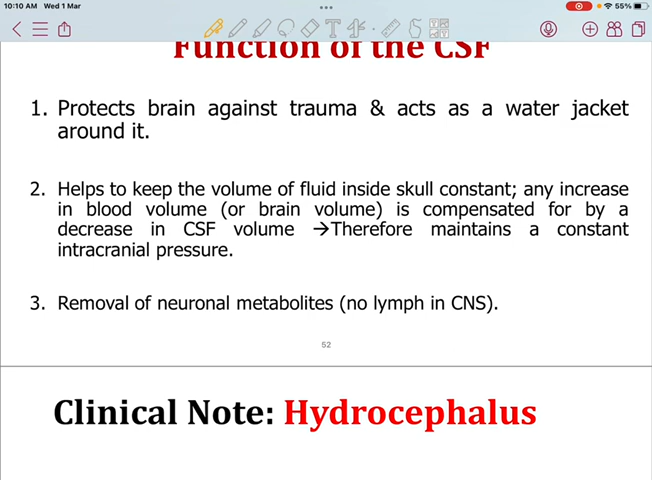 10:10 AM Wed 1 Mar
55%
Function of the CSF
1. Protects brain against trauma & acts as a water jacket
around it.
2. Helps to keep the volume of fluid inside skull constant; any increase
in blood volume (or brain volume) is compensated for by a
decrease in CSF volume →Therefore maintains a constant
intracranial pressure.
3. Removal of neuronal metabolites (no lymph in CNS).
52
Clinical Note: Hydrocephalus